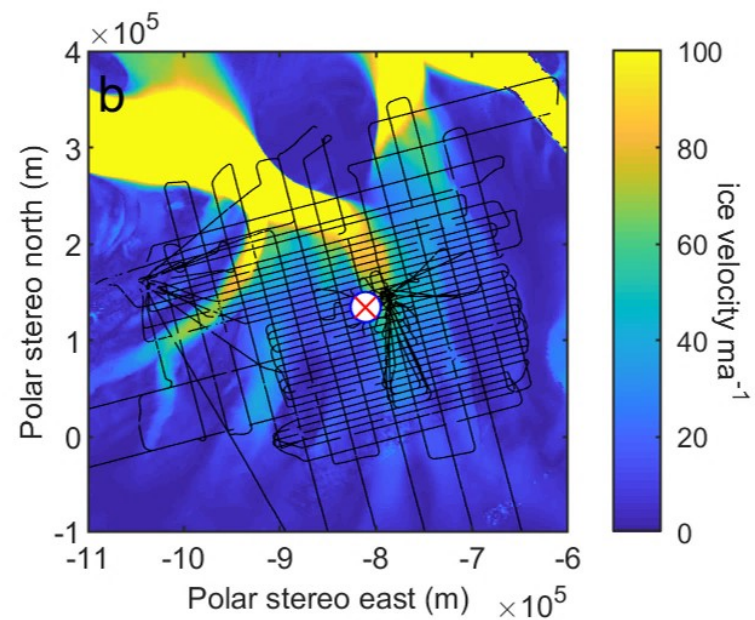 ×10⁵
b
4
3
2
1
0
-1
Polar stereo north (m)
-11 -10 -9 -8 -7 -6
Polar stereo east (m) ×10⁵
100
80
60
40
20
0
ice velocity ma⁻¹